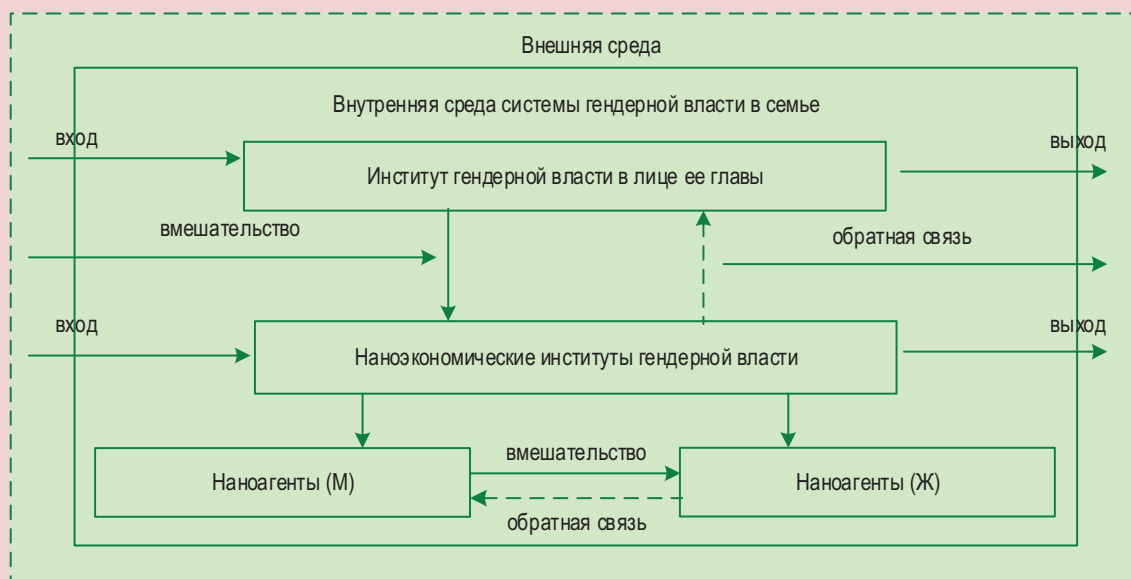 Внешняя среда
Внутренняя среда системы гендерной власти в семье
вход
выход
Институт гендерной власти в лице ее главы
вмешательство
обратная связь
вход
выход
Наноэкономические институты гендерной власти
вмешательство
Наноагенты (М)
Наноагенты (Ж)
обратная связь